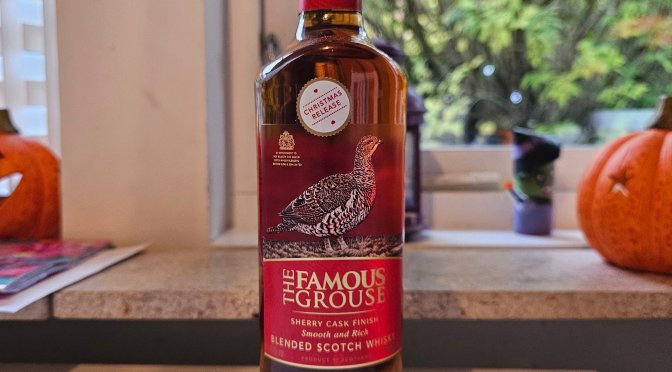 CHRISTMAS
RELEASE
THE FAMOUS
GROUSE
SHERRY CASK FINISH
Smooth and Rich
BLENDED SCOTCH WHISKY
PRODUCT OF SCOTLAND